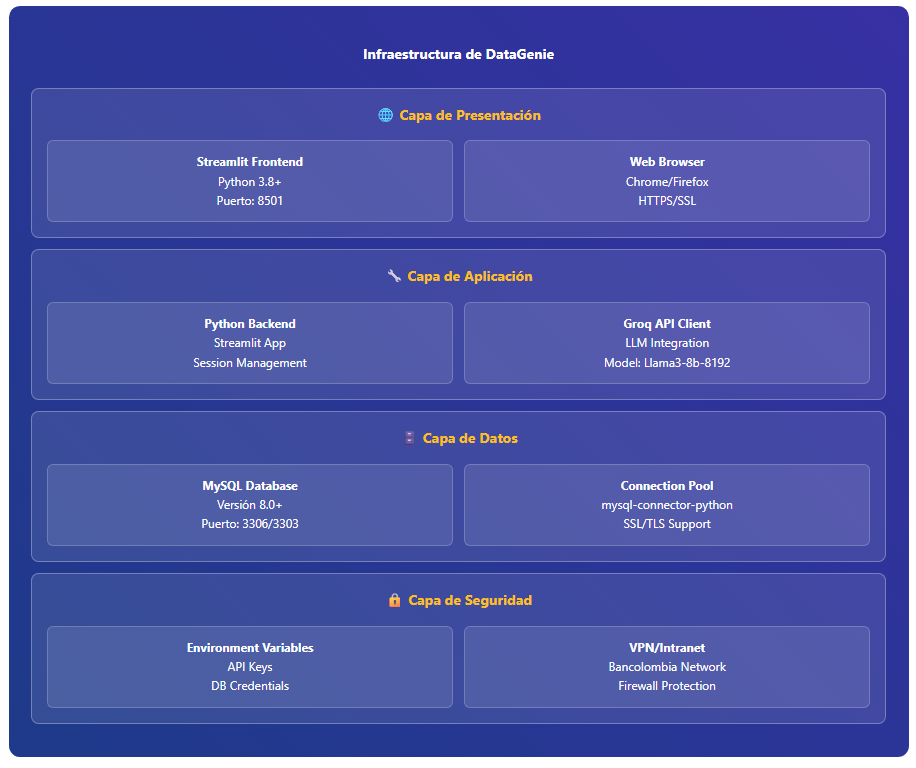 Infraestructura de DataGenie
Capa de Presentación
Streamlit Frontend
Python 3.8+
Puerto: 8501
Web Browser
Chrome/Firefox
HTTPS/SSL
Capa de Aplicación
Python Backend
Streamlit App
Session Management
Groq API Client
LLM Integration
Model: Llama3-8b-8192
Capa de Datos
MySQL Database
Versión 8.0+
Puerto: 3306/3303
Connection Pool
mysql-connector-python
SSL/TLS Support
Capa de Seguridad
Environment Variables
API Keys
DB Credentials
VPN/Intranet
Bancolombia Network
Firewall Protection